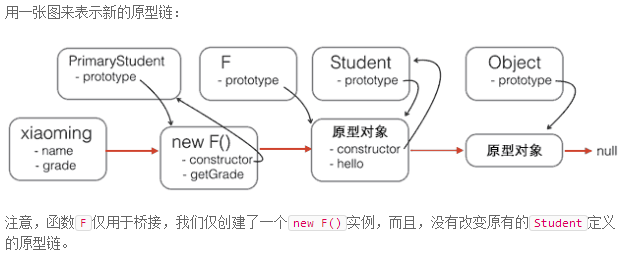 用一张图来表示新的原型链：
PrimaryStudent
- prototype
F
- prototype
Student
- prototype
Object
- prototype
xiaoming
- name
- grade
new F()
- constructor
- getGrade
原型对象
- constructor
- hello
原型对象
null
注意，函数F仅用于桥接，我们仅创建了一个new F()实例，而且，没有改变原有的Student定义
的原型链。